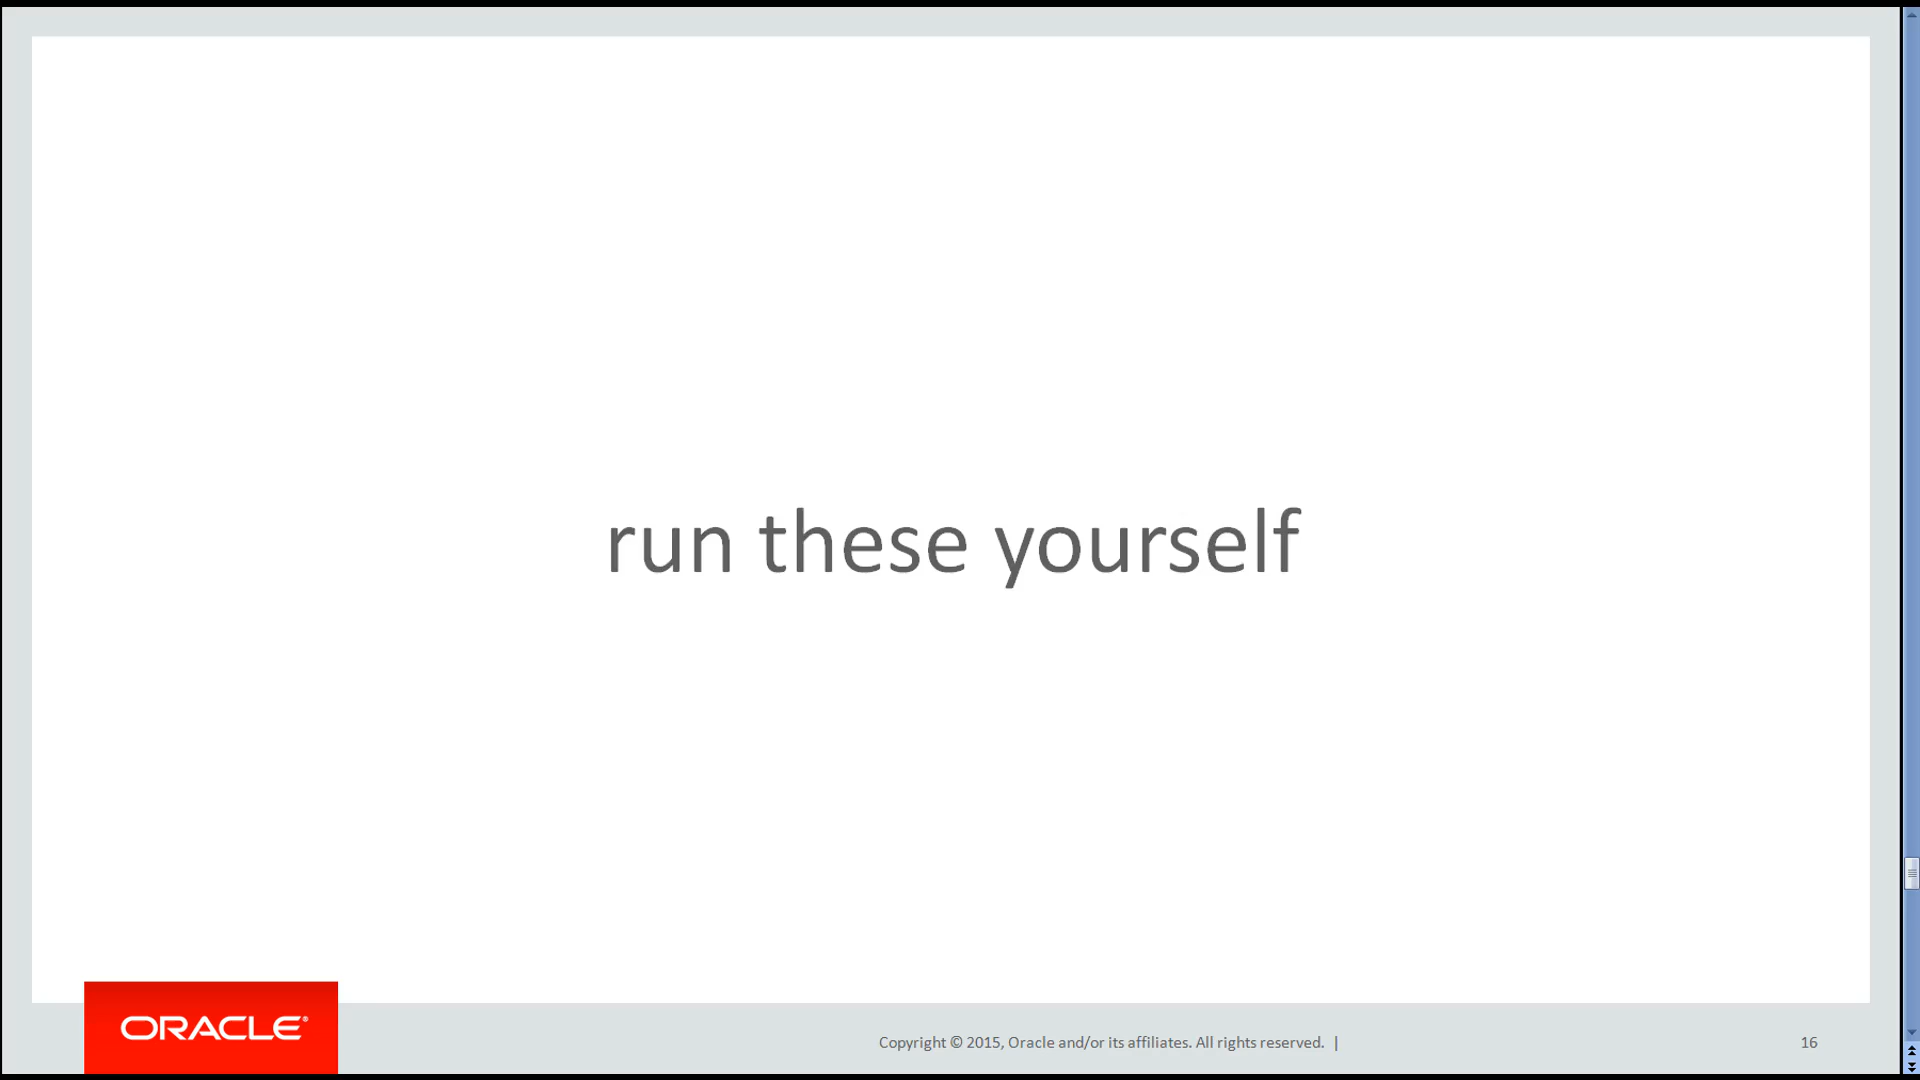 run these yourself
ORACLE®
Copyright © 2015, Oracle and/or its affiliates. All rights reserved. |
16